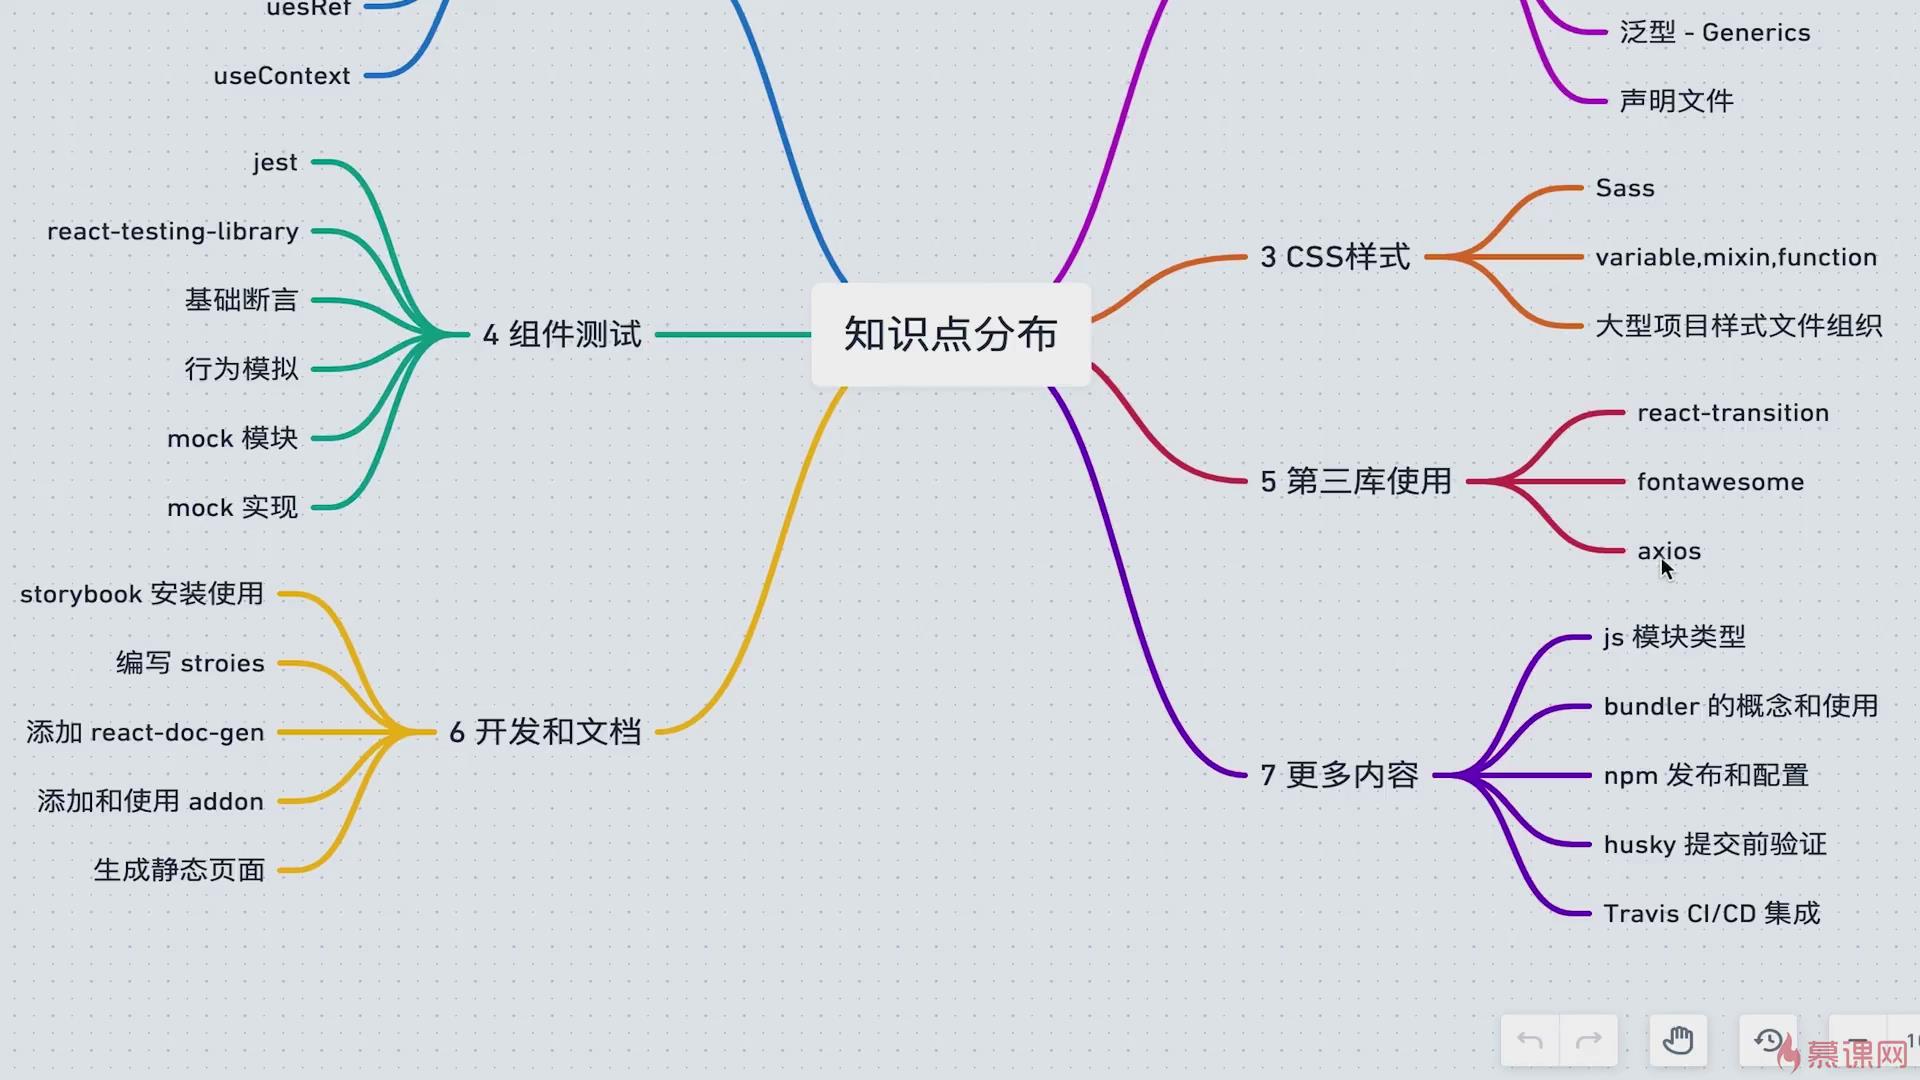 uesRef
useContext
jest
react-testing-library
基础断言
行为模拟
mock 模块
mock 实现
4 组件测试
storybook 安装使用
编写 stroies
添加 react-doc-gen
添加和使用 addon
生成静态页面
6 开发和文档
知识点分布
泛型 - Generics
声明文件
3 CSS样式
Sass
variable,mixin,function
大型项目样式文件组织
5 第三库使用
react-transition
fontawesome
axios
7 更多内容
js 模块类型
bundler 的概念和使用
npm 发布和配置
husky 提交前验证
Travis CI/CD 集成
慕课网